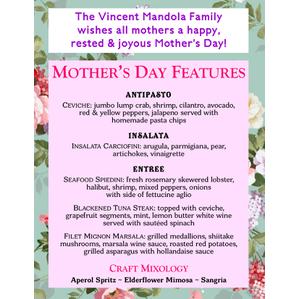 The Vincent Mandola Family
wishes all mothers a happy,
rested & joyous Mother's Day!
MOTHER'S DAY FEATURES
ANTIPASTO
CEVICHE: jumbo lump crab, shrimp, cilantro, avocado,
red & yellow peppers, jalapeno served with
homemade pasta chips
INSALATA
INSALATA CARCIOFINI: arugula, parmigiana, pear,
artichokes, vinaigrette
ENTREE
SEAFOOD SPIEDINI: fresh rosemary skewered lobster,
halibut, shrimp, mixed peppers, onions
with side of fettucine aglio
BLACKENED TUNA STEAK: topped with ceviche,
grapefruit segments, mint, lemon butter white wine
served with sautéed spinach
FILET MIGNON MARSALA: grilled medallions, shiitake
mushrooms, marsala wine sauce, roasted red potatoes,
grilled asparagus with hollandaise sauce
CRAFT MIXOLOGY
Aperol Spritz ~ Elderflower Mimosa ~ Sangria